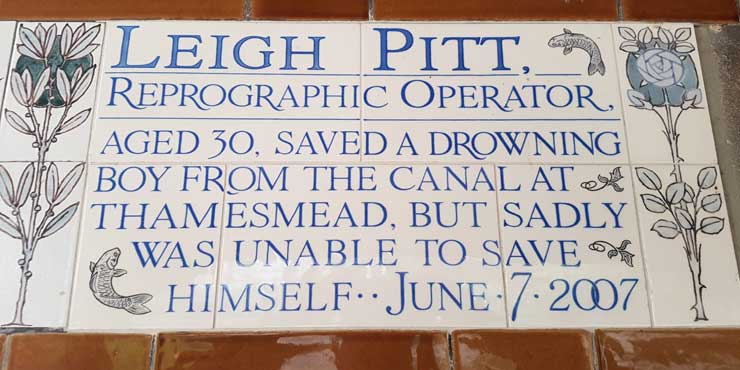 LEIGH PITT,
REPROGRAPHIC OPERATOR,
AGED 30, SAVED A DROWNING
BOY FROM THE CANAL AT
THAMESMEAD, BUT SADLY
WAS UNABLE TO SAVE
HIMSELF·· JUNE·7·2007